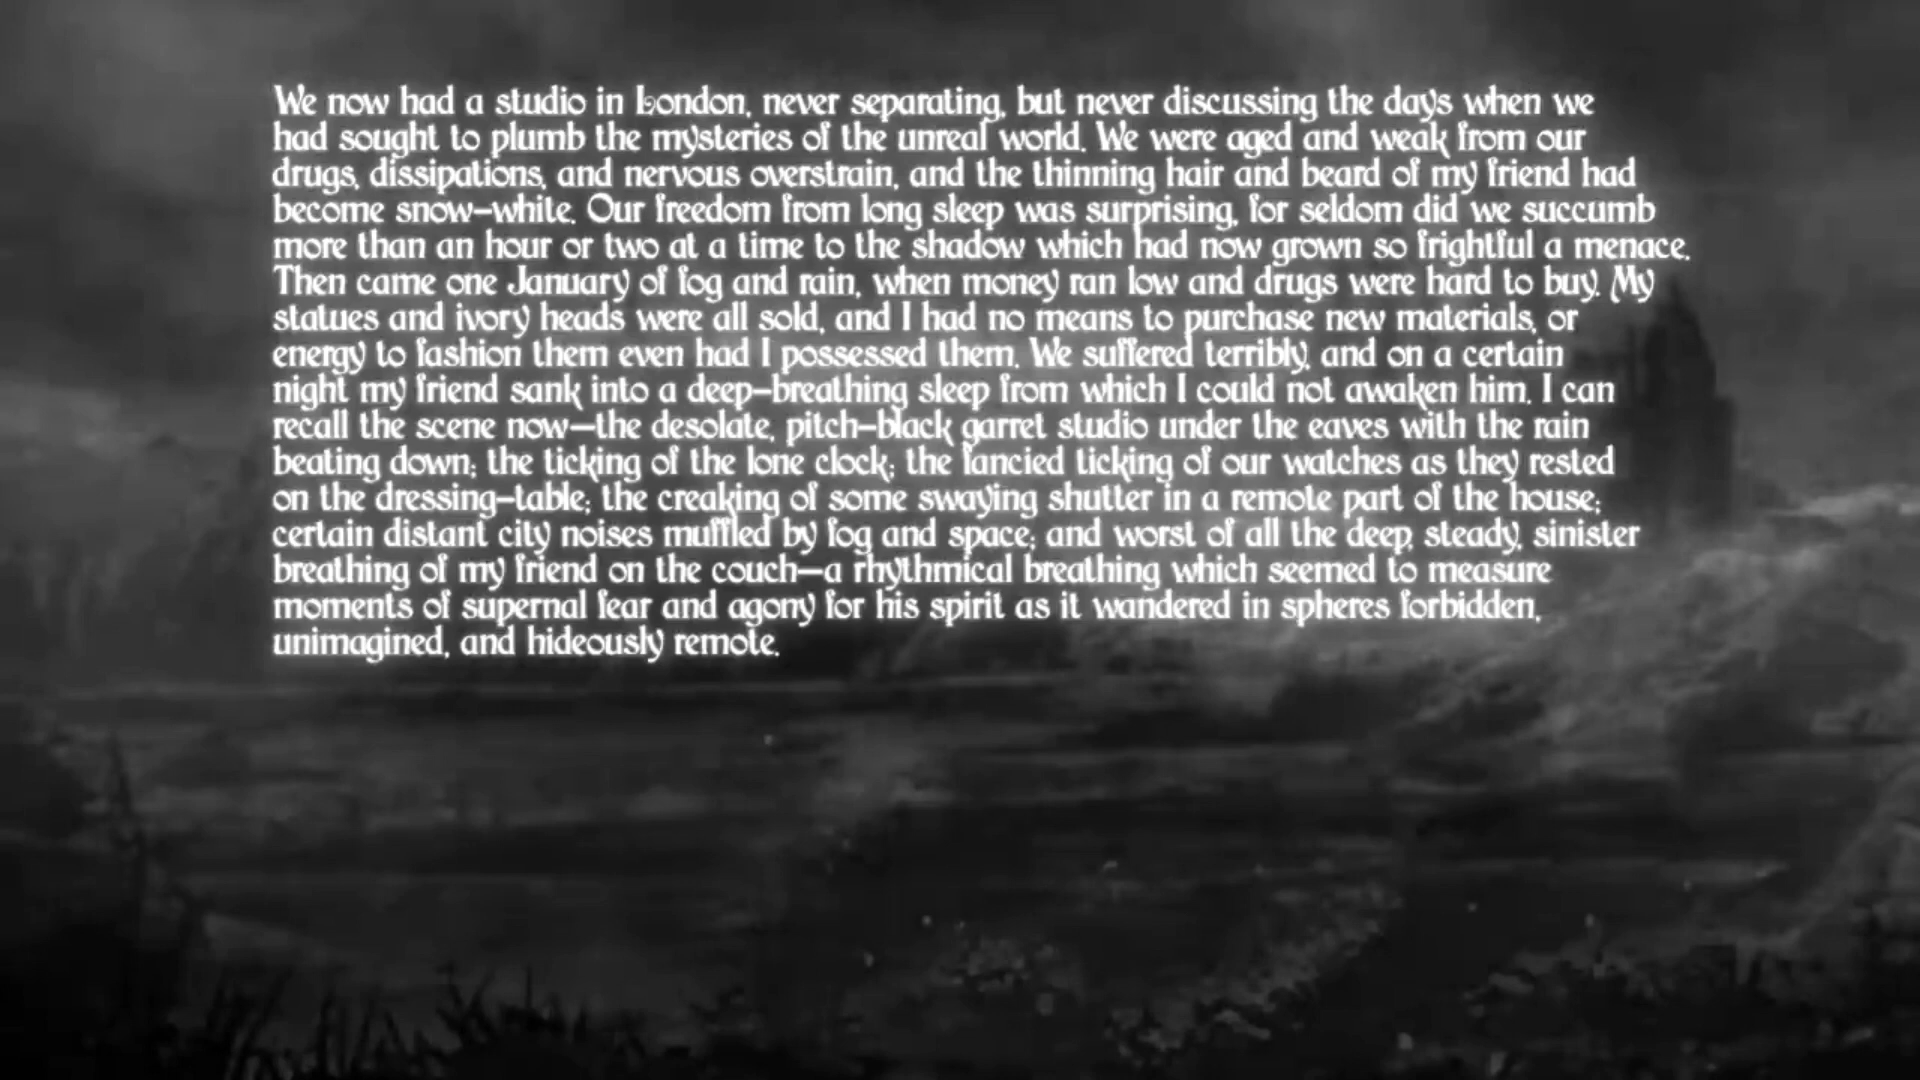 We now had a studio in London, never separating, but never discussing the days when we
had sought to plumb the mysteries of the unreal world. We were aged and weak from our
drugs, dissipations, and nervous overstrain, and the thinning hair and beard of my friend had
become snow—white. Our freedom from long sleep was surprising, for seldom did we succumb
more than an hour or two at a time to the shadow which had now grown so frightful a menace.
Then came one January of fog and rain, when money ran low and drugs were hard to buy. My
statues and ivory heads were all sold, and I had no means to purchase new materials, or
energy to fashion them even had I possessed them. We suffered terribly, and on a certain
night my friend sank into a deep—breathing sleep from which I could not awaken him. I can
recall the scene now—the desolate, pitch—black garret studio under the eaves with the rain
beating down; the ticking of the lone clock; the fancied ticking of our watches as they rested
on the dressing—table; the creaking of some swaying shutter in a remote part of the house;
certain distant city noises muffled by fog and space; and worst of all the deep, steady, sinister
breathing of my friend on the couch—a rhythmical breathing which seemed to measure
moments of supernal fear and agony for his spirit as it wandered in spheres forbidden,
unimagined, and hideously remote.